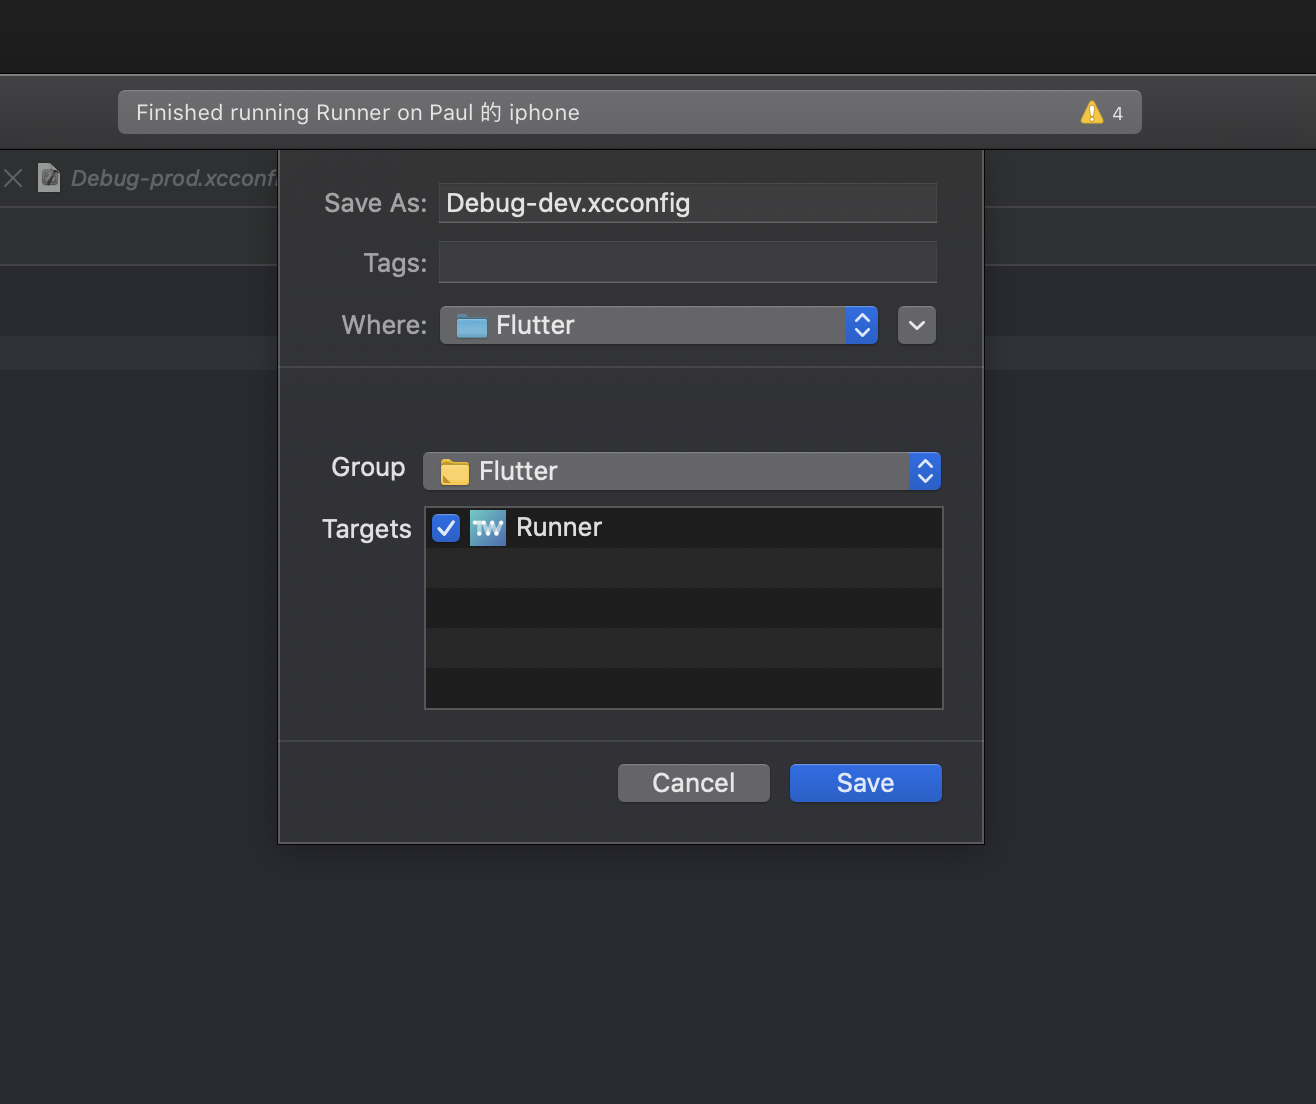 Finished running Runner on Paul 的 iphone
4
Debug-prod.xcconfi
Save As: Debug-dev.xcconfig
Tags:
Where: Flutter
Group Flutter
Targets TW Runner
Cancel Save